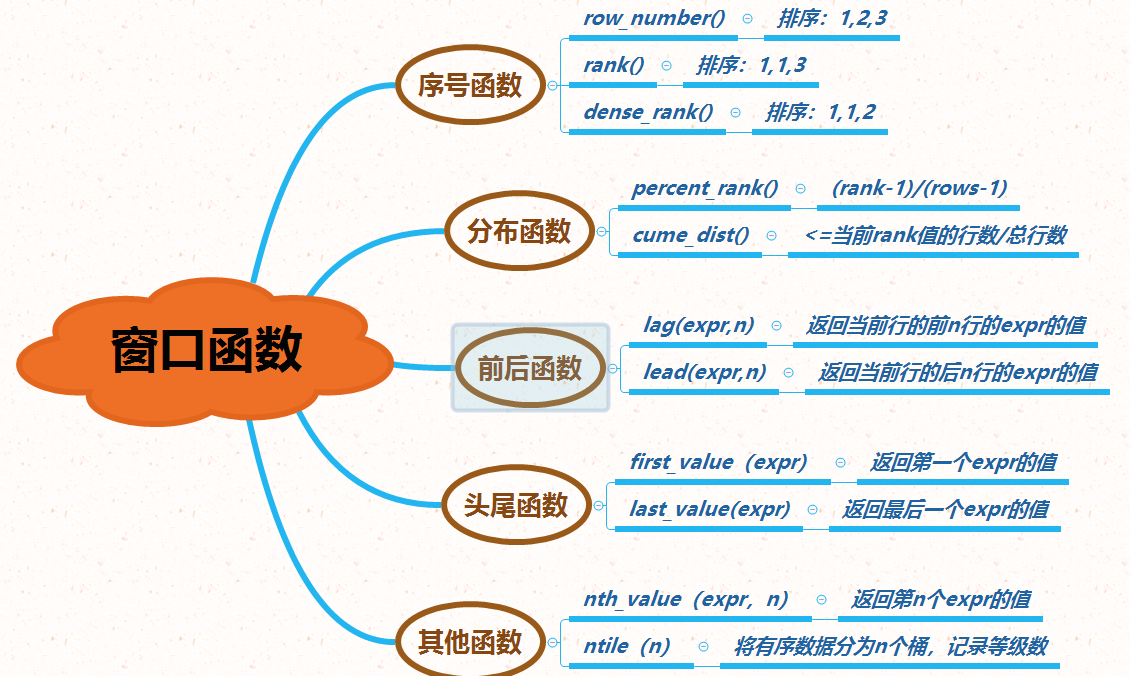 窗口函数
序号函数
row_number() 排序：1,2,3
rank() 排序：1,1,3
dense_rank() 排序：1,1,2
分布函数
percent_rank() (rank-1)/(rows-1)
cume_dist() <=当前rank值的行数/总行数
前后函数
lag(expr,n) 返回当前行的前n行的expr的值
lead(expr,n) 返回当前行的后n行的expr的值
头尾函数
first_value（expr） 返回第一个expr的值
last_value(expr) 返回最后一个expr的值
其他函数
nth_value（expr，n） 返回第n个expr的值
ntile（n） 将有序数据分为n个桶，记录等级数